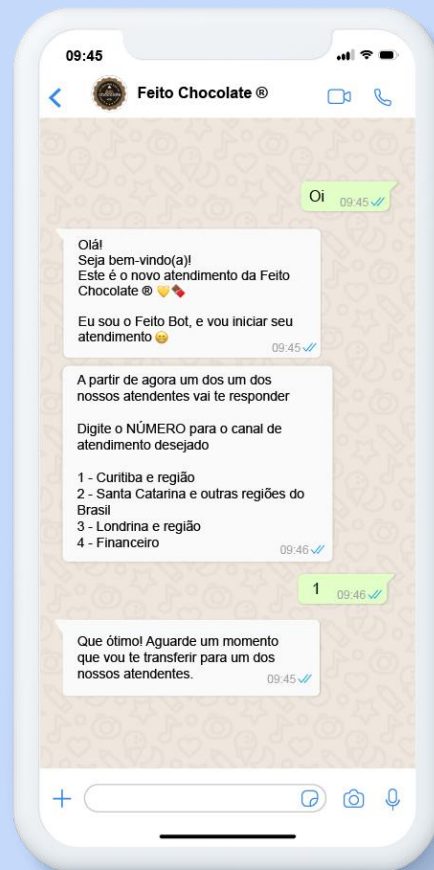 09:45
Feito Chocolate ®
Oi 09:45
Olá!
Seja bem-vindo(a)!
Este é o novo atendimento da Feito
Chocolate ® 💛🍫
Eu sou o Feito Bot, e vou iniciar seu
atendimento 😁
09:45
A partir de agora um dos um dos
nossos atendentes vai te responder
Digite o NÚMERO para o canal de
atendimento desejado
1 - Curitiba e região
2 - Santa Catarina e outras regiões do
Brasil
3 - Londrina e região
4 - Financeiro
09:46
1 09:46
Que ótimo! Aguarde um momento
que vou te transferir para um dos
nossos atendentes. 09:45